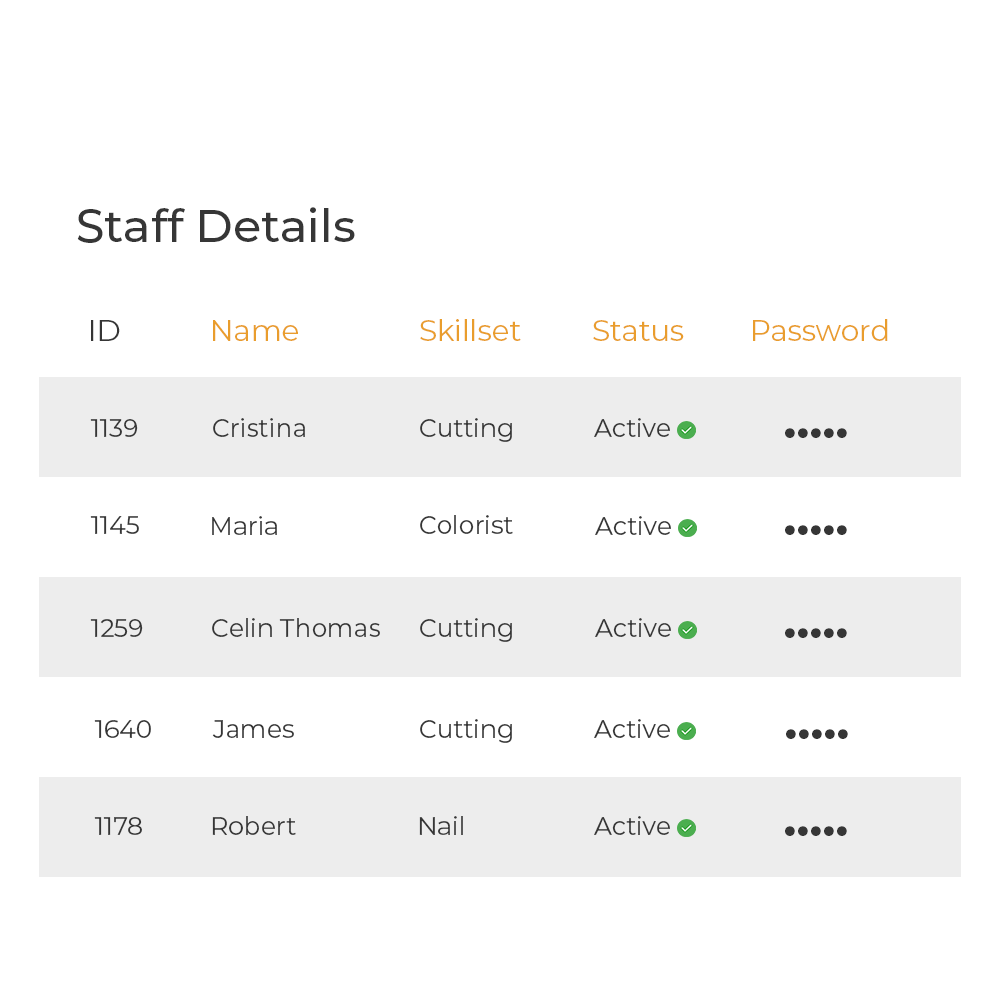 Staff Details
ID Name Skillset Status Password
1139 Cristina Cutting Active •••••
1145 Maria Colorist Active •••••
1259 Celin Thomas Cutting Active •••••
1640 James Cutting Active •••••
1178 Robert Nail Active •••••